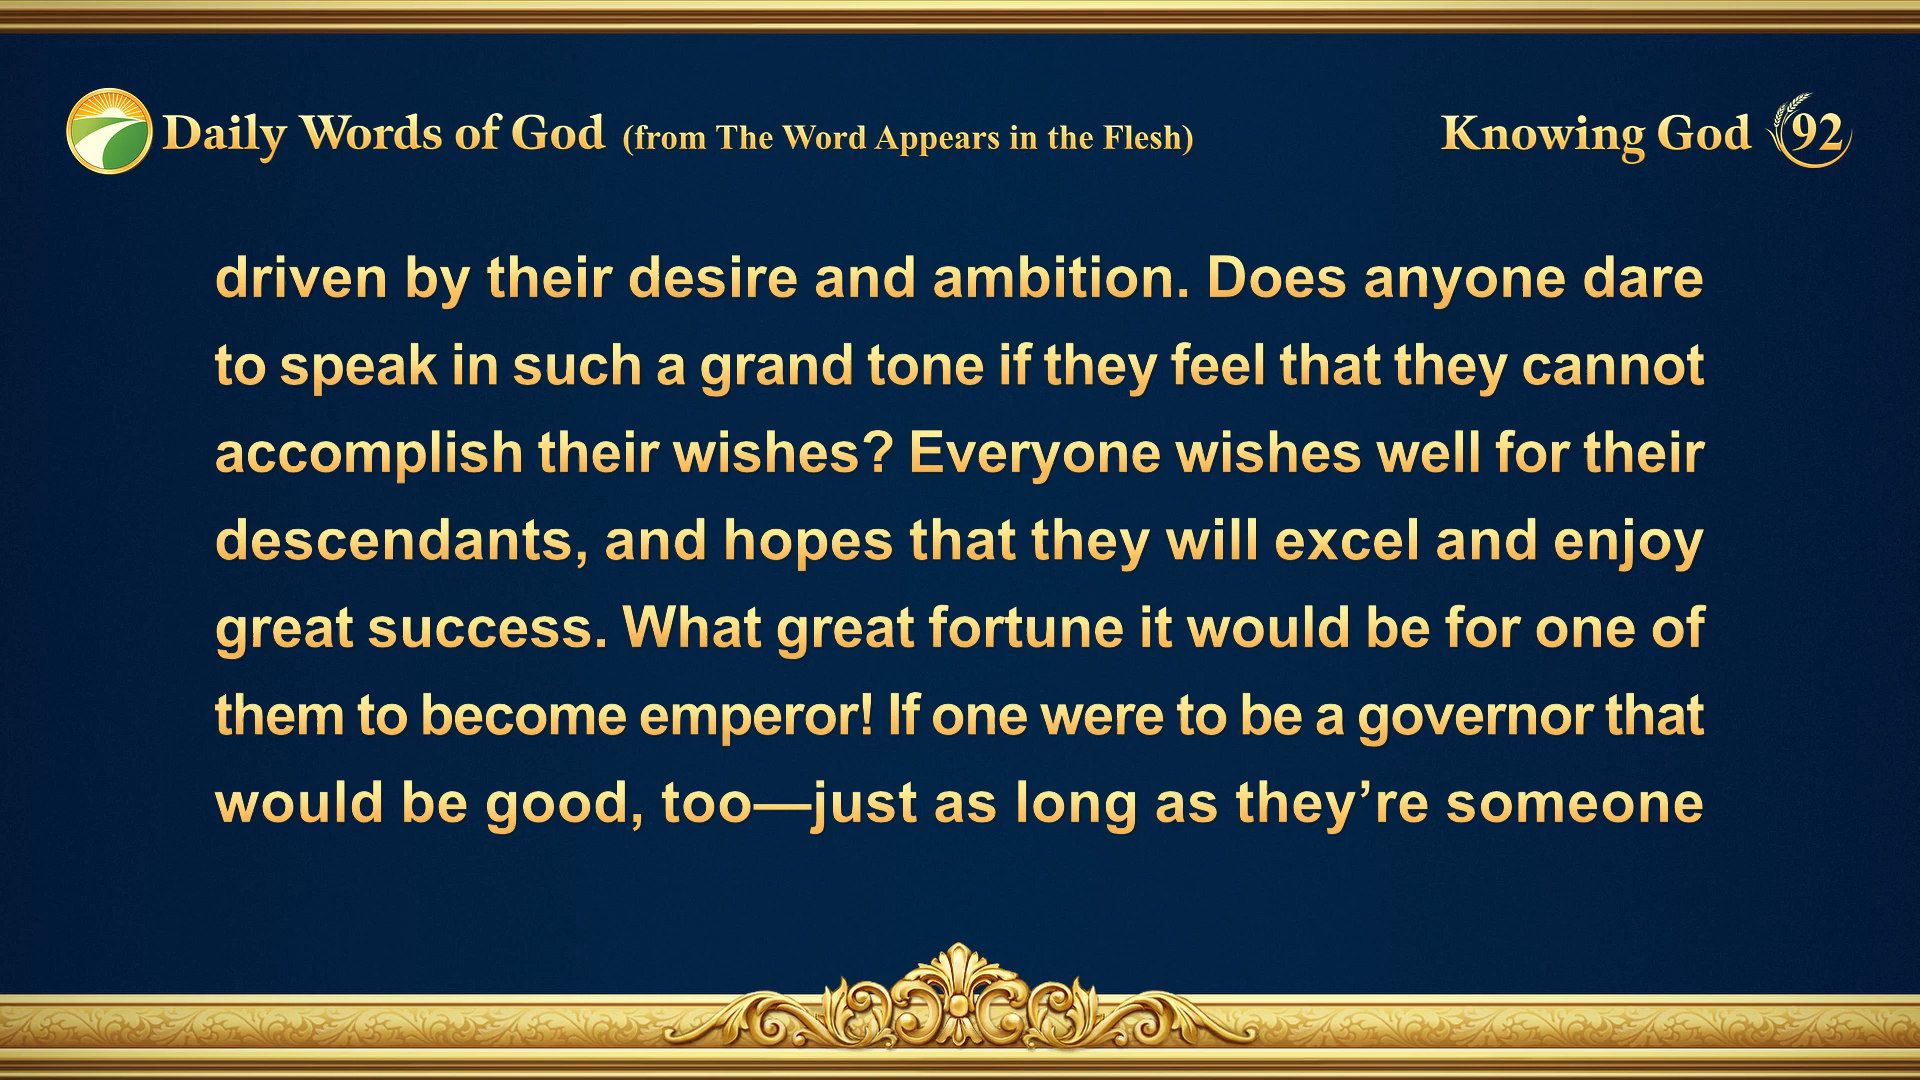 Daily Words of God (from The Word Appears in the Flesh)
Knowing God 92
driven by their desire and ambition. Does anyone dare
to speak in such a grand tone if they feel that they cannot
accomplish their wishes? Everyone wishes well for their
descendants, and hopes that they will excel and enjoy
great success. What great fortune it would be for one of
them to become emperor! If one were to be a governor that
would be good, too—just as long as they’re someone